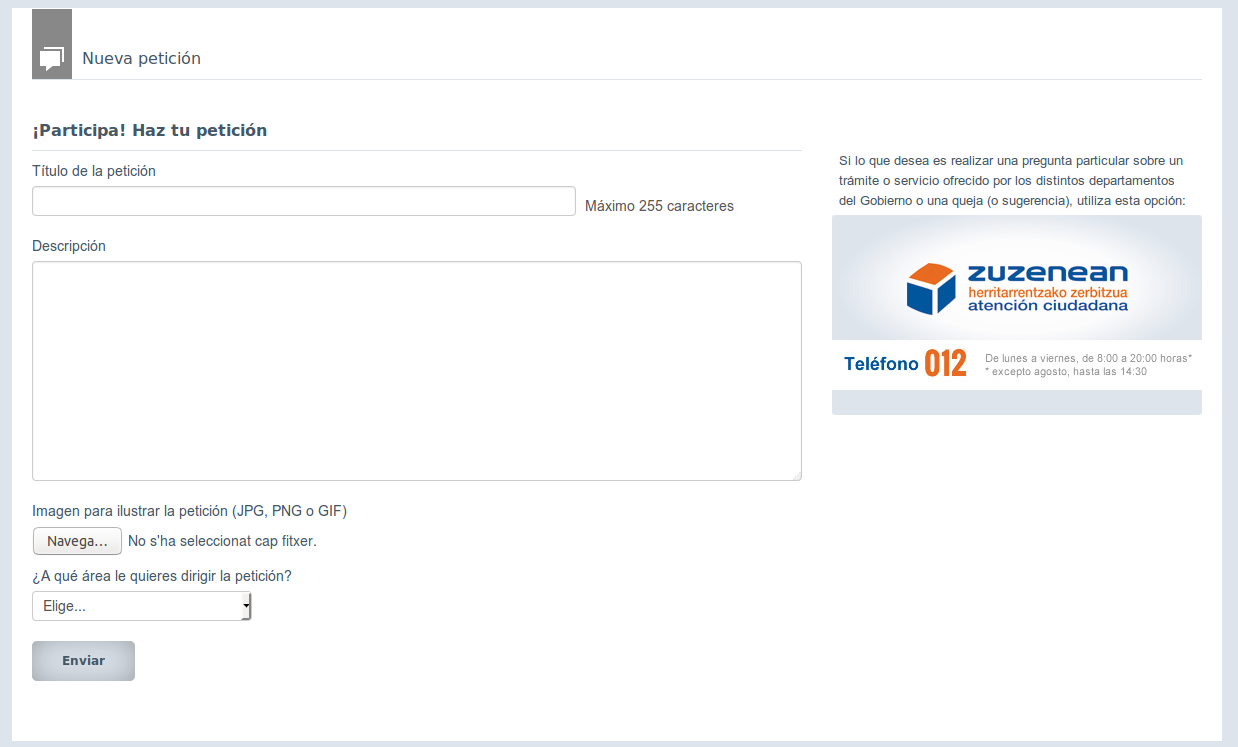 Nueva petición
¡Participa! Haz tu petición
Título de la petición
Máximo 255 caracteres
Descripción
Imagen para ilustrar la petición (JPG, PNG o GIF)
Navega... No s'ha seleccionat cap fitxer.
¿A qué área le quieres dirigir la petición?
Elige...
Enviar
Si lo que desea es realizar una pregunta particular sobre un
trámite o servicio ofrecido por los distintos departamentos
del Gobierno o una queja (o sugerencia), utiliza esta opción:
zuzenean
herritarrentzako zerbitzua
atención ciudadana
Teléfono 012
De lunes a viernes, de 8:00 a 20:00 horas*
* excepto agosto, hasta las 14:30